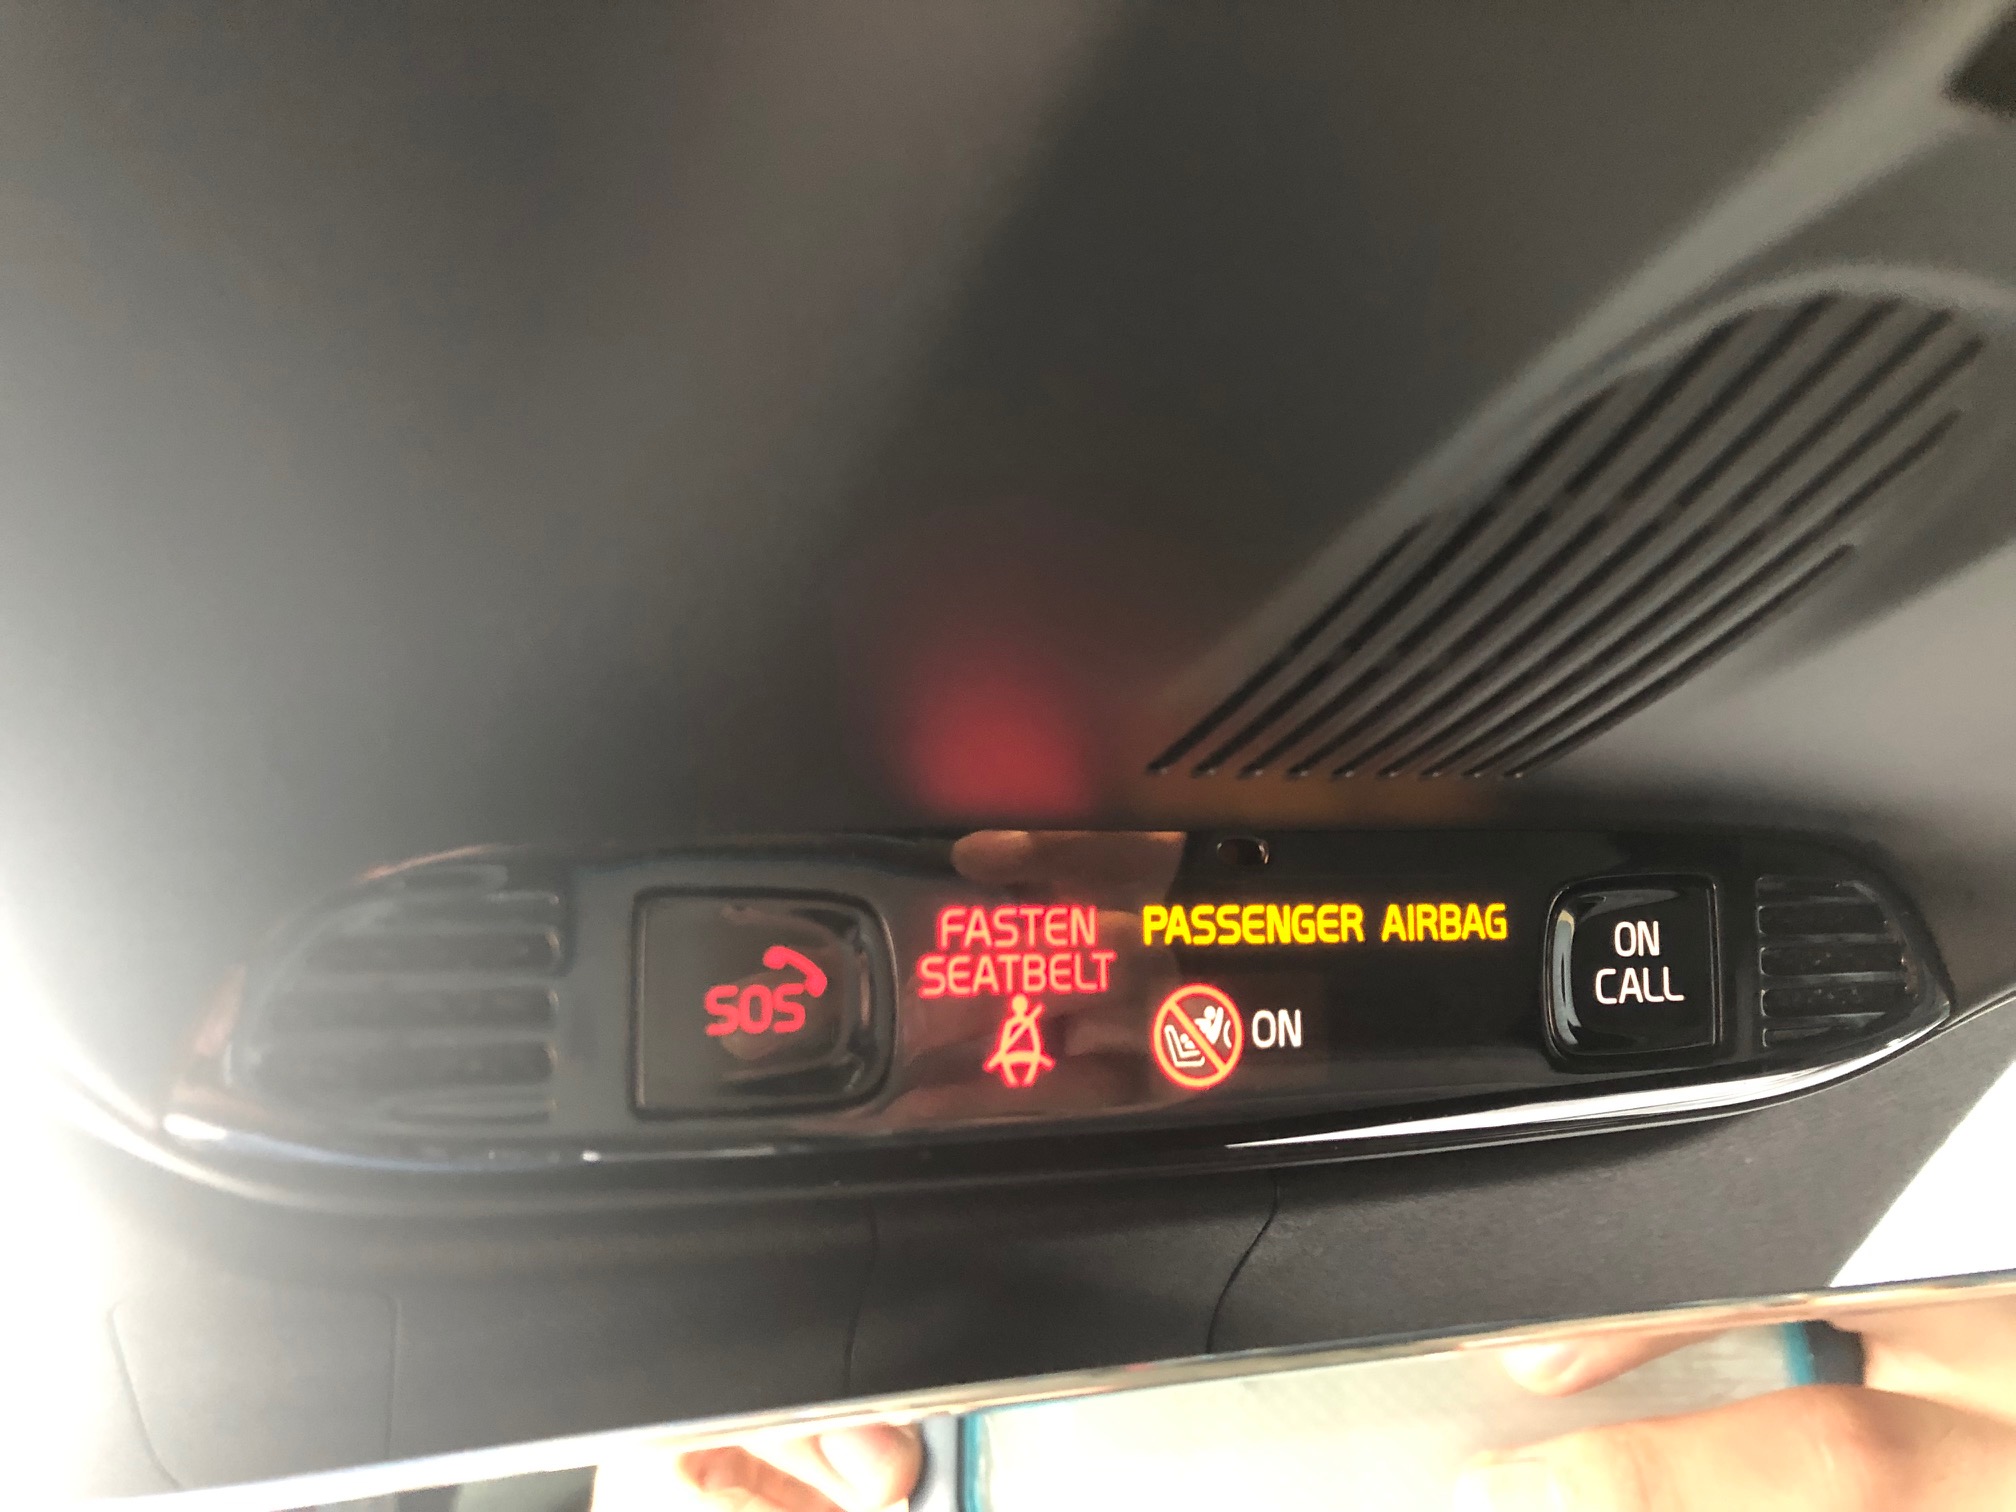 SOS
FASTEN
SEATBELT
PASSENGER AIRBAG
ON
ON
CALL